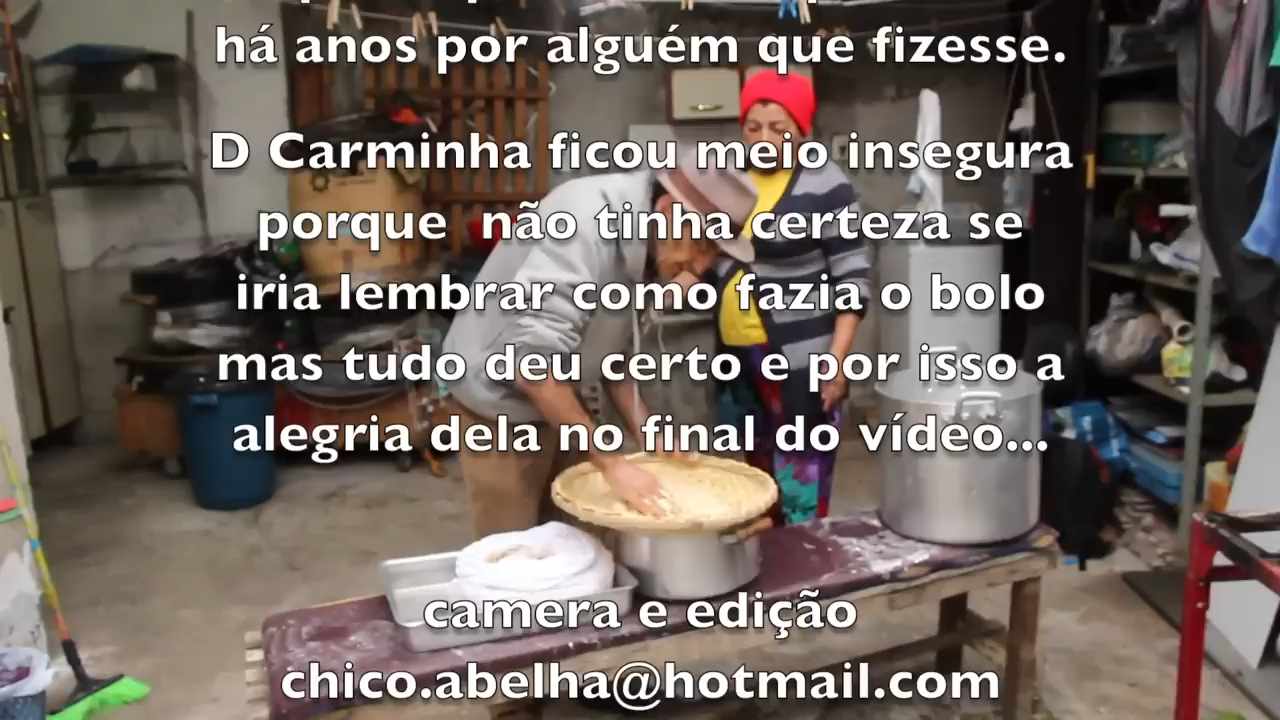 há anos por alguém que fizesse.
D Carminha ficou meio insegura
porque não tinha certeza se
iria lembrar como fazia o bolo
mas tudo deu certo e por isso a
alegria dela no final do vídeo...
camera e edição
chico.abelha@hotmail.com